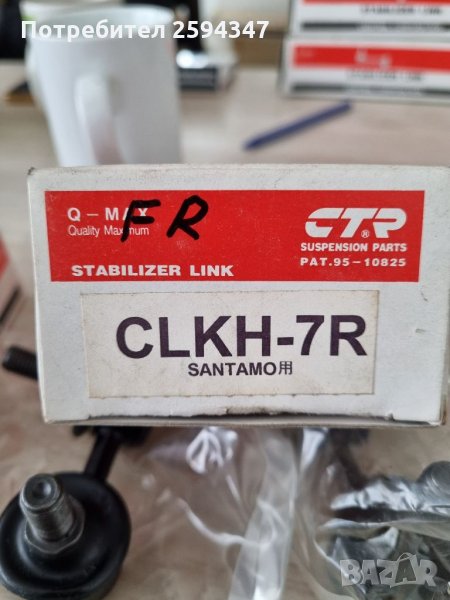 Потребител 2594347
Q-MAX
Quality Maximum
FR
CTR
®
SUSPENSION PARTS
PAT.95-10825
STABILIZER LINK
CLKH-7R
SANTAMO用
BAZAR